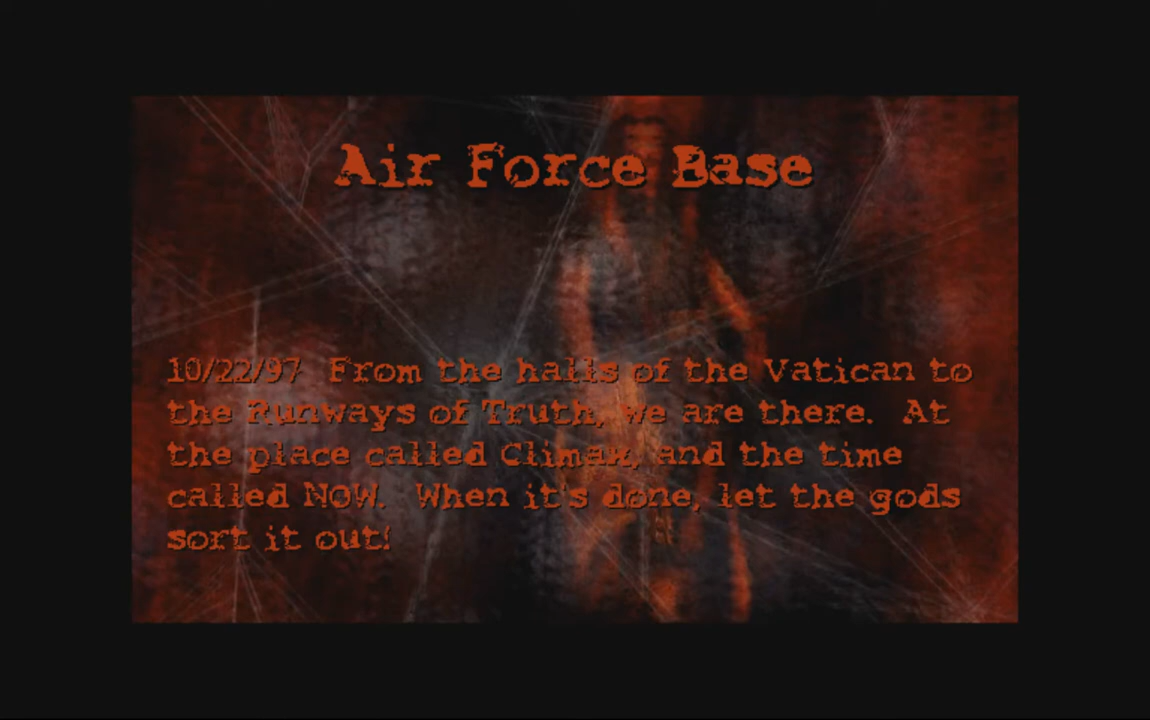 Air Force Base
10/22/97 From the halls of the Vatican to
the Runways of Truth, we are there. At
the place called Climax, and the time
called NOW. When it's done, let the gods
sort it out!